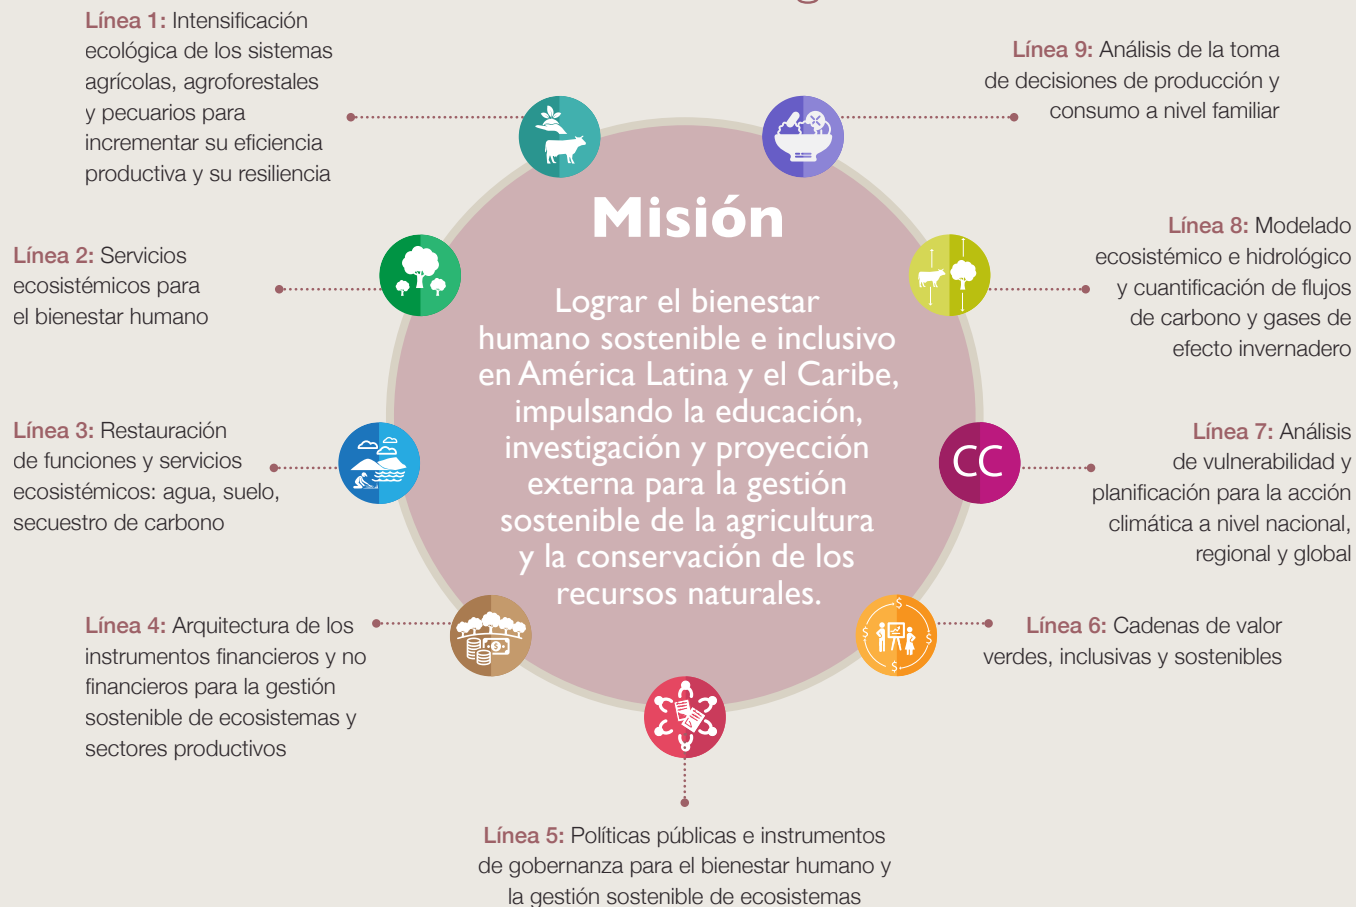 Línea 1: Intensificación
ecológica de los sistemas
agrícolas, agroforestales
y pecuarios para
incrementar su eficiencia
productiva y su resiliencia
Línea 2: Servicios
ecosistémicos para
el bienestar humano
Línea 3: Restauración
de funciones y servicios
ecosistémicos: agua, suelo,
secuestro de carbono
Línea 4: Arquitectura de los
instrumentos financieros y no
financieros para la gestión
sostenible de ecosistemas y
sectores productivos
Misión
Lograr el bienestar
humano sostenible e inclusivo
en América Latina y el Caribe,
impulsando la educación,
investigación y proyección
externa para la gestión
sostenible de la agricultura
y la conservación de los
recursos naturales.
Línea 5: Políticas públicas e instrumentos
de gobernanza para el bienestar humano y
la gestión sostenible de ecosistemas
Línea 6: Cadenas de valor
verdes, inclusivas y sostenibles
CC
Línea 7: Análisis
de vulnerabilidad y
planificación para la acción
climática a nivel nacional,
regional y global
Línea 8: Modelado
ecosistémico e hidrológico
y cuantificación de flujos
de carbono y gases de
efecto invernadero
Línea 9: Análisis de la toma
de decisiones de producción y
consumo a nivel familiar